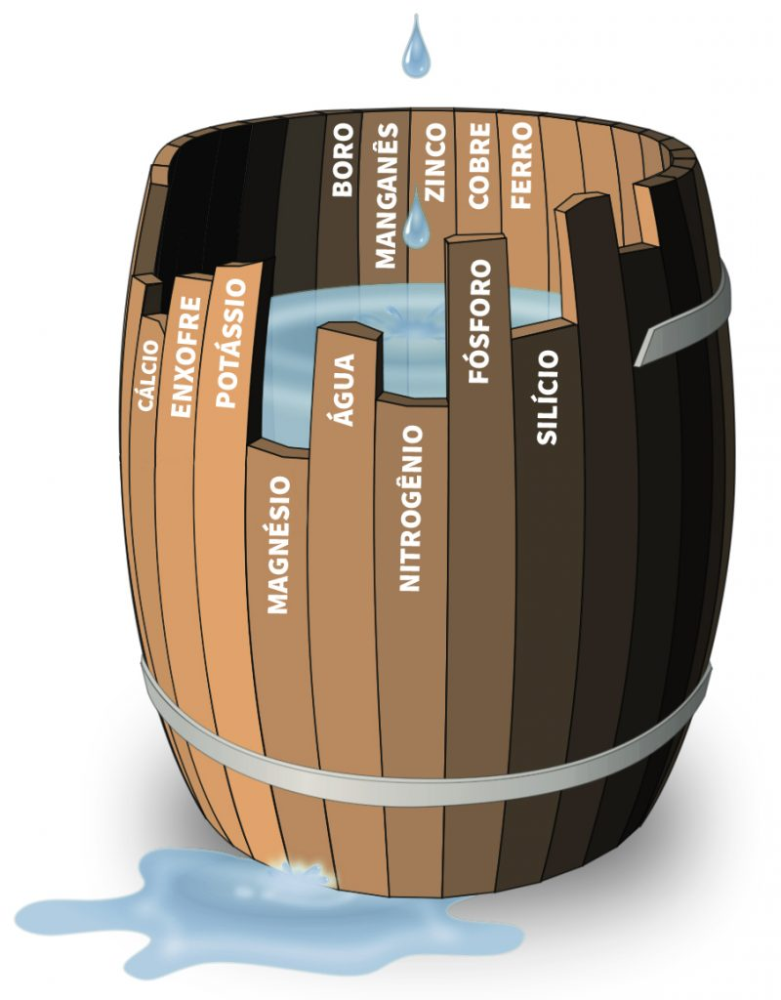 BORO
MANGANÊS
ZINCO
COBRE
FERRO
CÁLCIO
ENXOFRE
POTÁSSIO
MAGNÉSIO
ÁGUA
NITROGÊNIO
FÓSFORO
SILÍCIO